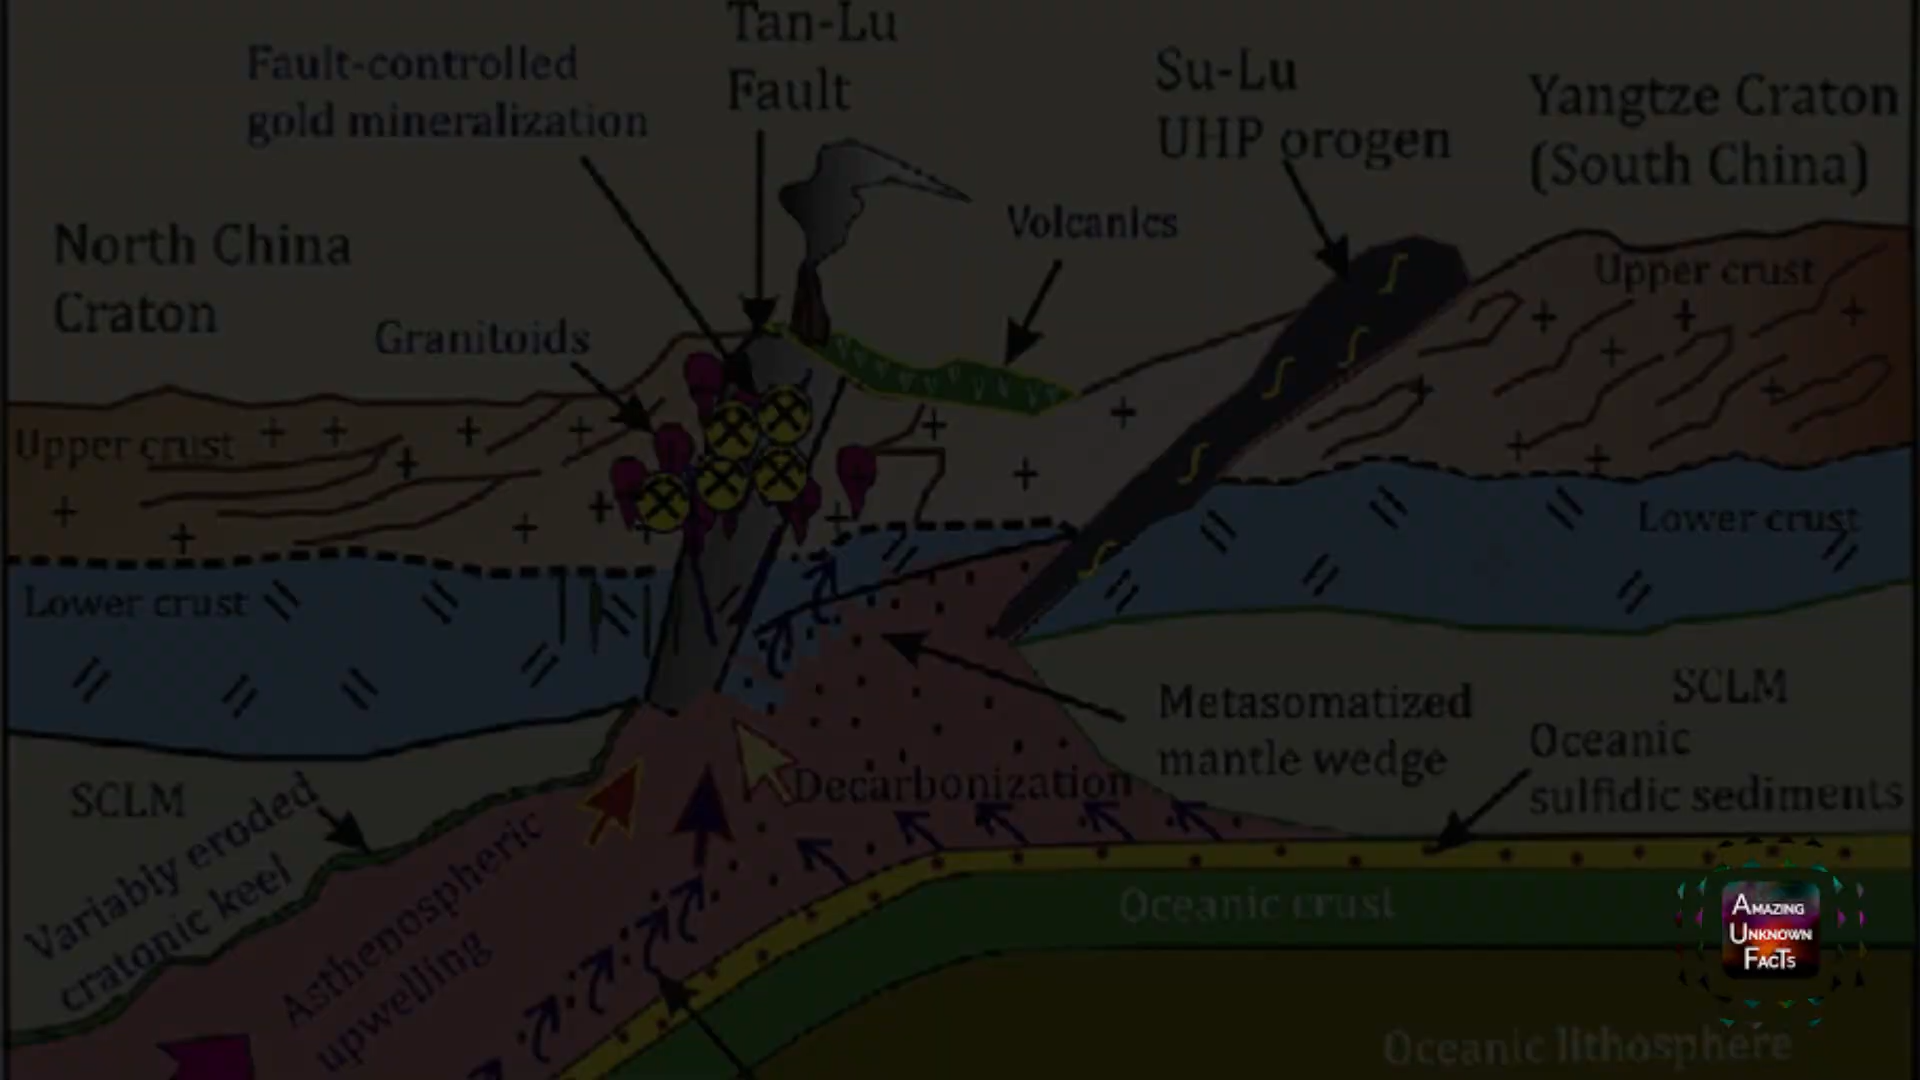 Tan-Lu
Fault
Fault-controlled
gold mineralization
Su-Lu
UHP orogen
Yangtze Craton
(South China)
North China
Craton
Volcanics
Granitoids
Upper crust
Upper crust
Lower crust
Lower crust
SCLM
SCLM
Metasomatized
mantle wedge
Oceanic
sulfidic sediments
Decarbonization
Variably eroded
cratonic keel
Asthenospheric
upwelling
Oceanic crust
Oceanic lithosphere
AMAZING
UNKNOWN
FACTS